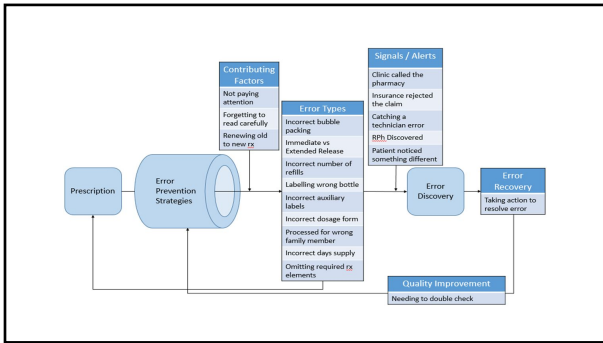 Contributing
Factors
Not paying
attention
Forgetting to
read carefully
Renewing old
to new rx
Signals / Alerts
Clinic called the
pharmacy
Insurance rejected
the claim
Catching a
technician error
RPh Discovered
Patient noticed
something different
Error Types
Incorrect bubble
packing
Immediate vs
Extended Release
Incorrect number of
refills
Labelling wrong bottle
Incorrect auxiliary
labels
Incorrect dosage form
Processed for wrong
family member
Incorrect days supply
Omitting required rx
elements
Prescription
Error
Prevention
Strategies
Error
Discovery
Error
Recovery
Taking action to
resolve error
Quality Improvement
Needing to double check